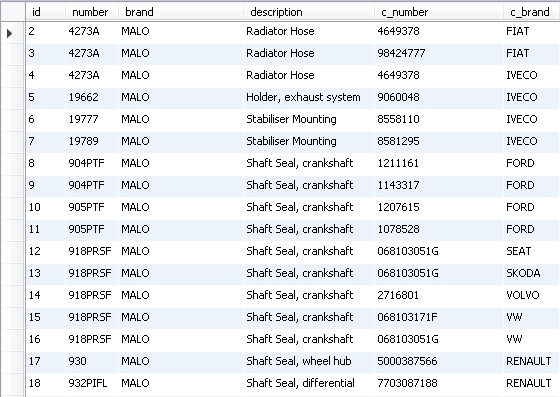 id number brand description c_number c_brand
2 4273A MALO Radiator Hose 4649378 FIAT
3 4273A MALO Radiator Hose 98424777 FIAT
4 4273A MALO Radiator Hose 4649378 IVECO
5 19662 MALO Holder, exhaust system 9060048 IVECO
6 19777 MALO Stabiliser Mounting 8558110 IVECO
7 19789 MALO Stabiliser Mounting 8581295 IVECO
8 904PTF MALO Shaft Seal, crankshaft 1211161 FORD
9 904PTF MALO Shaft Seal, crankshaft 1143317 FORD
10 905PTF MALO Shaft Seal, crankshaft 1207615 FORD
11 905PTF MALO Shaft Seal, crankshaft 1078528 FORD
12 918PRSF MALO Shaft Seal, crankshaft 068103051G SEAT
13 918PRSF MALO Shaft Seal, crankshaft 068103051G SKODA
14 918PRSF MALO Shaft Seal, crankshaft 2716801 VOLVO
15 918PRSF MALO Shaft Seal, crankshaft 068103171F VW
16 918PRSF MALO Shaft Seal, crankshaft 068103051G VW
17 930 MALO Shaft Seal, wheel hub 5000387566 RENAULT
18 932PIFL MALO Shaft Seal, differential 7703087188 RENAULT